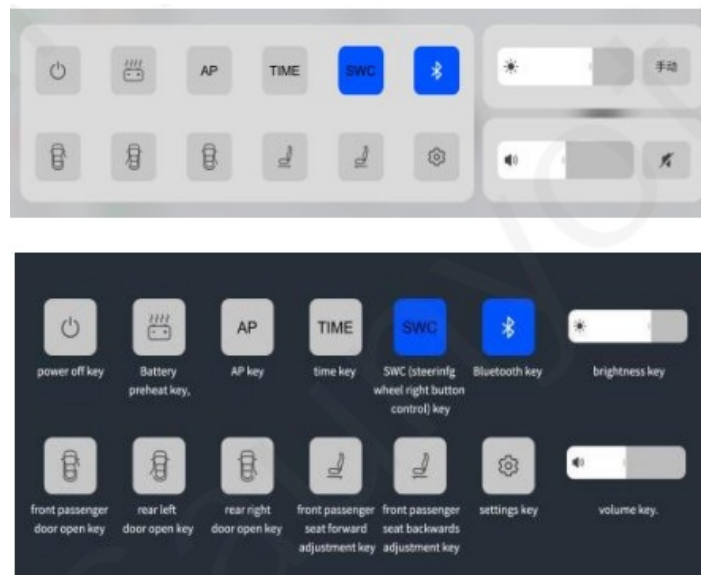 AP TIME SWC 手动
AP TIME SWC
power off key Battery AP key time key SWC (steerinfg Bluetooth key brightness key
preheat key, wheel right button
control) key
front passenger rear left rear right front passenger front passenger settings key volume key.
door open key door open key door open key seat forward seat backwards
adjustment key adjustment key